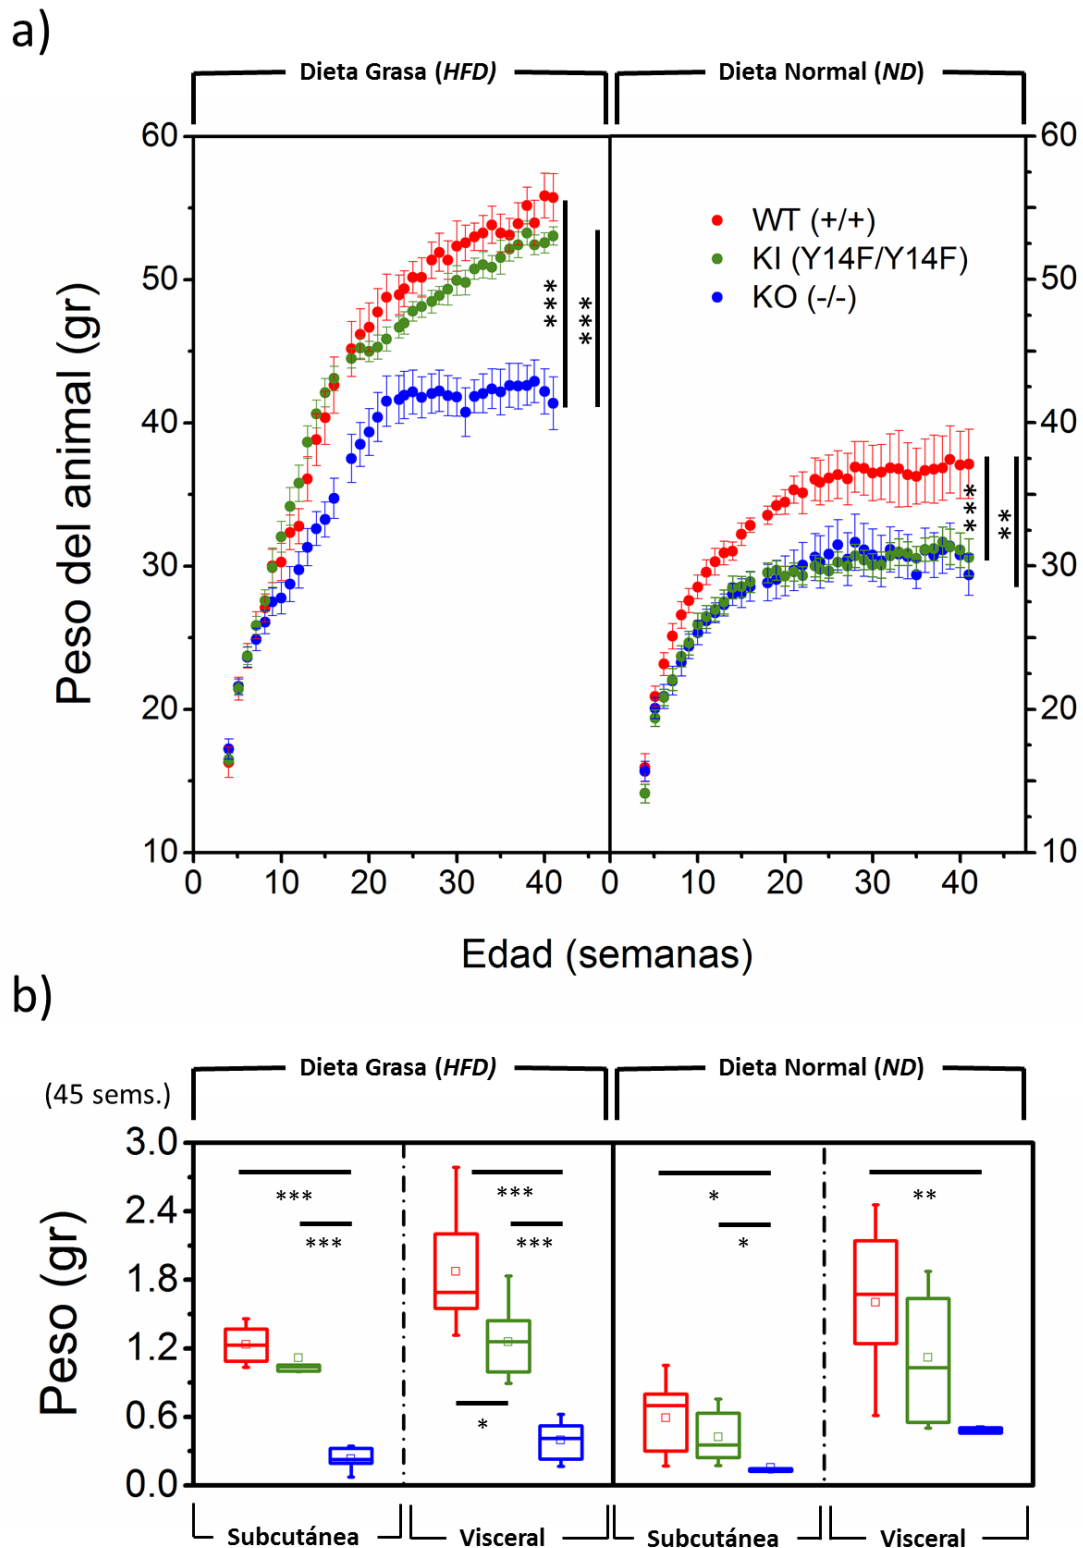 a)
Dieta Grasa (HFD)
Dieta Normal (ND)
Peso del animal (gr)
60
50
40
30
20
10
WT (+/+)
KI (Y14F/Y14F)
KO (-/-)
***
***
***
**
60
50
40
30
20
10
0 10 20 30 40 0 10 20 30 40
Edad (semanas)
b)
(45 sems.)
Dieta Grasa (HFD)
Dieta Normal (ND)
Peso (gr)
3.0
2.4
1.8
1.2
0.6
0.0
*** *** * **
*** *** *
*
Subcutánea Visceral Subcutánea Visceral